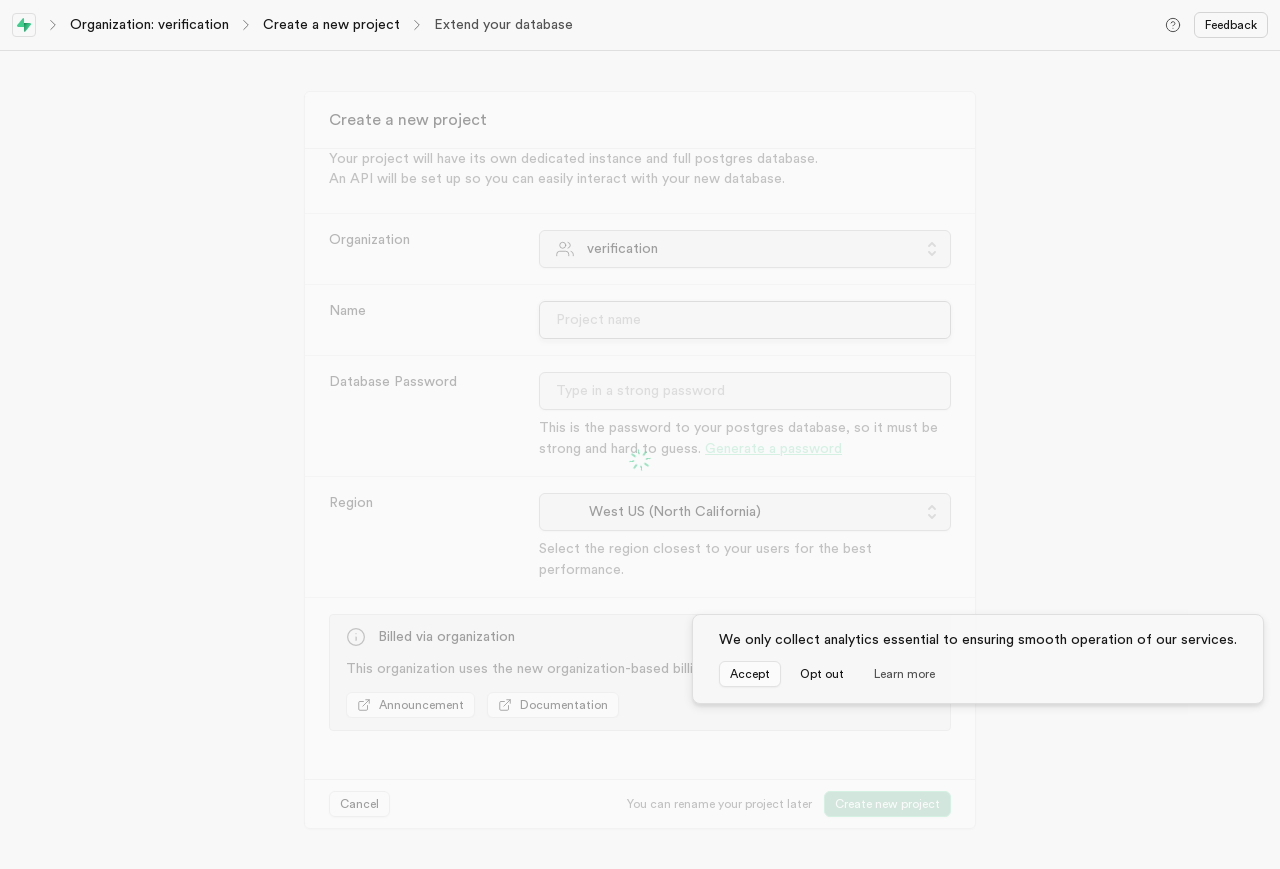 Organization: verification
Create a new project
Extend your database
Feedback
Create a new project
Your project will have its own dedicated instance and full postgres database.
An API will be set up so you can easily interact with your new database.
Organization
verification
Name
Project name
Database Password
Type in a strong password
This is the password to your postgres database, so it must be
strong and hard to guess. Generate a password
Region
West US (North California)
Select the region closest to your users for the best
performance.
Billed via organization
This organization uses the new organization-based
We only collect analytics essential to ensuring smooth operation of our services.
Accept
Opt out
Learn more
Announcement
Documentation
Cancel
You can rename your project later
Create new project